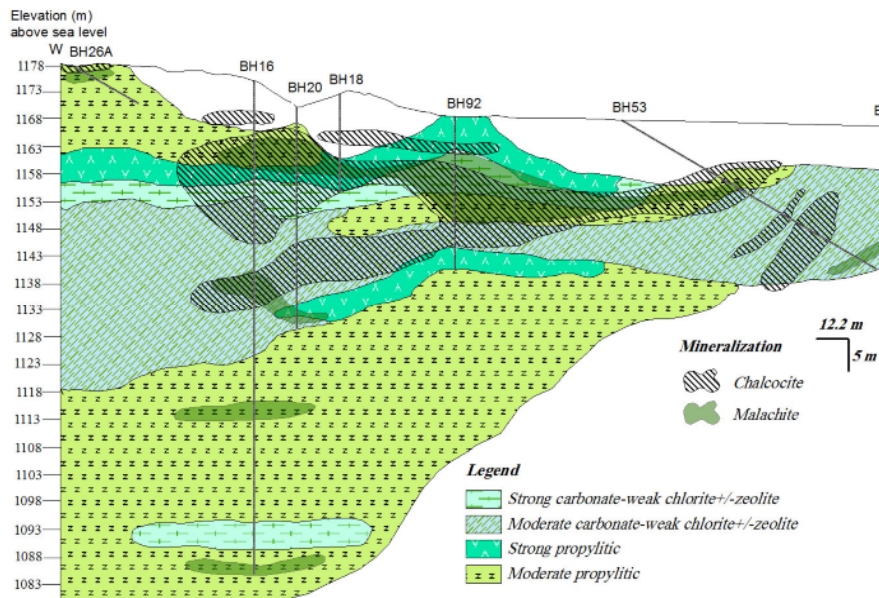 Elevation (m)
above sea level
W BH26A
BH16
BH20
BH18
BH92
BH53
B
1178
1173
1168
1163
1158
1153
1148
1143
1138
1133
1128
1123
1118
1113
1108
1103
1098
1093
1088
1083
12.2 m
5 m
Mineralization
Chalcocite
Malachite
Legend
Strong carbonate-weak chlorite+/-zeolite
Moderate carbonate-weak chlorite+/-zeolite
Strong propylitic
Moderate propylitic